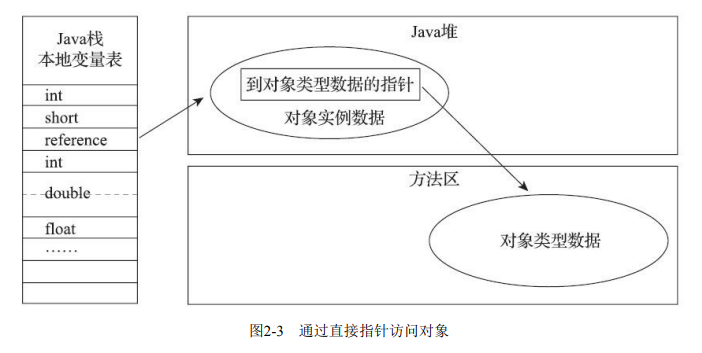 Java栈
本地变量表
int
short
reference
int
double
float
……
Java堆
到对象类型数据的指针
对象实例数据
方法区
对象类型数据
图2-3 通过直接指针访问对象